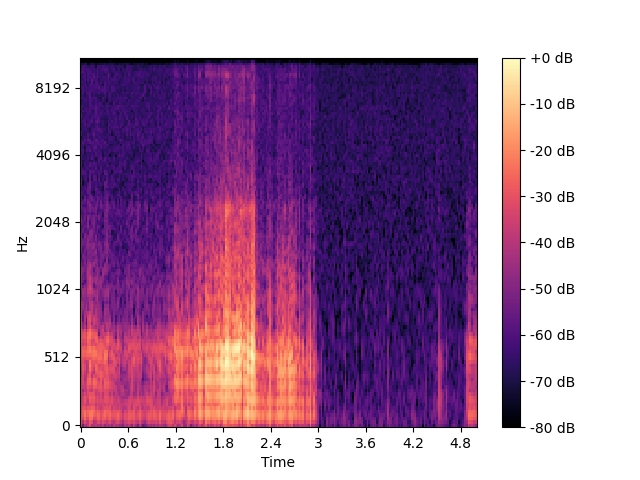 8192
4096
2048
1024
512
0
Hz
0 0.6 1.2 1.8 2.4 3 3.6 4.2 4.8
Time
+0 dB
-10 dB
-20 dB
-30 dB
-40 dB
-50 dB
-60 dB
-70 dB
-80 dB